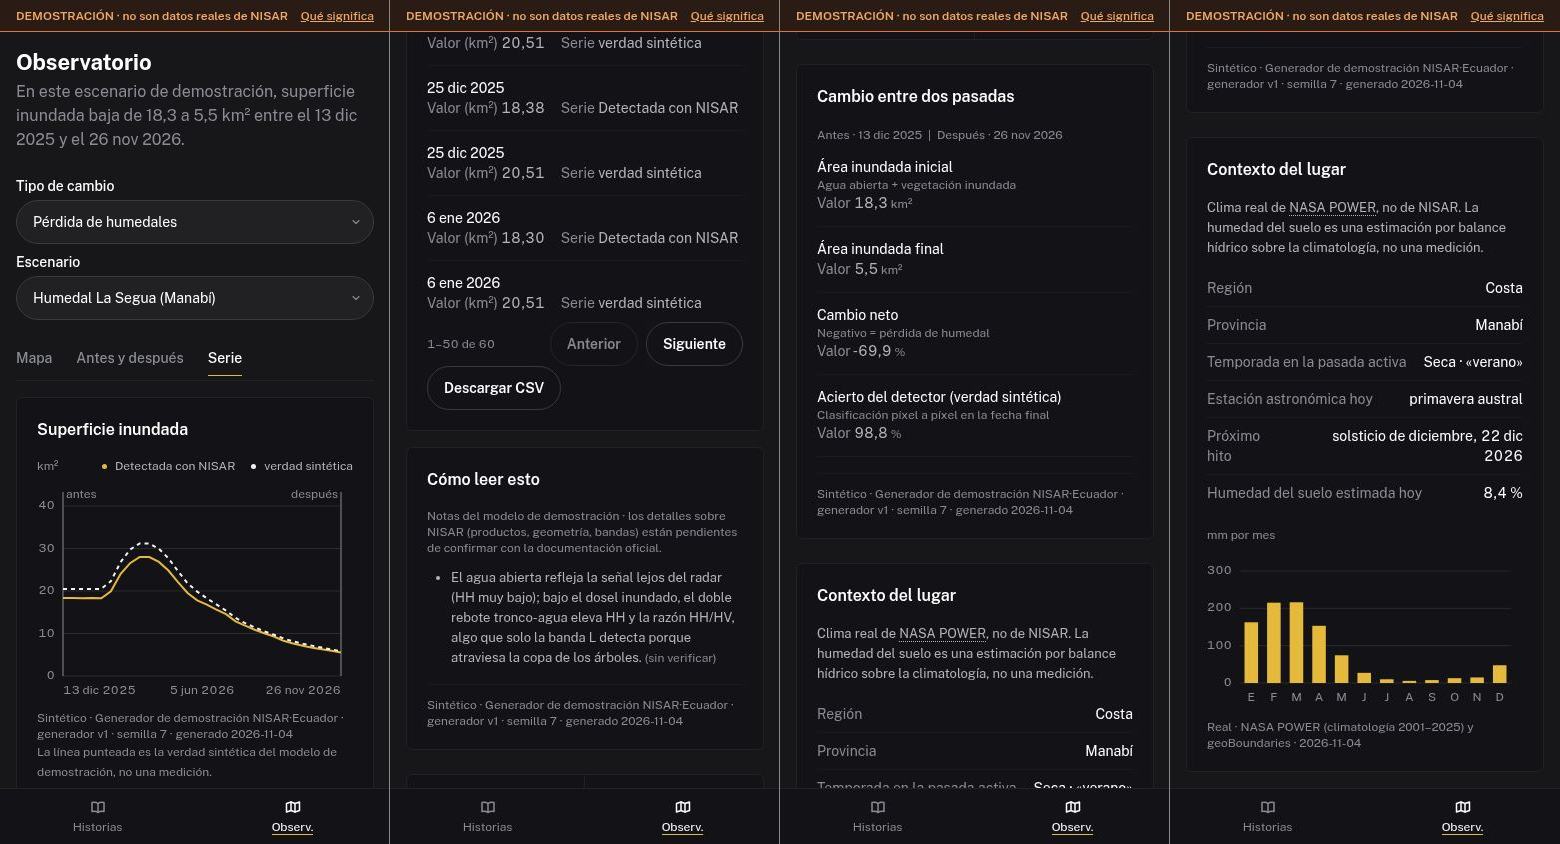 DEMOSTRACIÓN · no son datos reales de NISAR Qué significa
Observatorio
En este escenario de demostración, superficie
inundada baja de 18,3 a 5,5 km² entre el 13 dic
2025 y el 26 nov 2026.
Tipo de cambio
Pérdida de humedales
Escenario
Humedal La Segua (Manabí)
Mapa Antes y después Serie
Superficie inundada
km² Detectada con NISAR verdad sintética
antes después
40
30
20
10
0
13 dic 2025 5 jun 2026 26 nov 2026
Sintético · Generador de demostración NISAR·Ecuador ·
generador v1 · semilla 7 · generado 2026-11-04
La línea punteada es la verdad sintética del modelo de
demostración, no una medición.
Historias Observ.
DEMOSTRACIÓN · no son datos reales de NISAR Qué significa
Valor (km²) 20,51 Serie verdad sintética
25 dic 2025
Valor (km²) 18,38 Serie Detectada con NISAR
25 dic 2025
Valor (km²) 20,51 Serie verdad sintética
6 ene 2026
Valor (km²) 18,30 Serie Detectada con NISAR
6 ene 2026
Valor (km²) 20,51 Serie verdad sintética
1–50 de 60 Anterior Siguiente
Descargar CSV
Cómo leer esto
Notas del modelo de demostración · los detalles sobre
NISAR (productos, geometría, bandas) están pendientes
de confirmar con la documentación oficial.
• El agua abierta refleja la señal lejos del radar
(HH muy bajo); bajo el dosel inundado, el doble
rebote tronco-agua eleva HH y la razón HH/HV,
algo que solo la banda L detecta porque
atraviesa la copa de los árboles. (sin verificar)
Sintético · Generador de demostración NISAR·Ecuador ·
generador v1 · semilla 7 · generado 2026-11-04
Historias Observ.
DEMOSTRACIÓN · no son datos reales de NISAR Qué significa
Cambio entre dos pasadas
Antes · 13 dic 2025 | Después · 26 nov 2026
Área inundada inicial
Agua abierta + vegetación inundada
Valor 18,3 km²
Área inundada final
Valor 5,5 km²
Cambio neto
Negativo = pérdida de humedal
Valor -69,9 %
Acierto del detector (verdad sintética)
Clasificación píxel a píxel en la fecha final
Valor 98,8 %
Sintético · Generador de demostración NISAR·Ecuador ·
generador v1 · semilla 7 · generado 2026-11-04
Contexto del lugar
Clima real de NASA POWER, no de NISAR. La
humedad del suelo es una estimación por balance
hídrico sobre la climatología, no una medición.
Región Costa
Provincia Manabí
Temporada en la pasada activa Seca · «verano»
Historias Observ.
DEMOSTRACIÓN · no son datos reales de NISAR Qué significa
Sintético · Generador de demostración NISAR·Ecuador ·
generador v1 · semilla 7 · generado 2026-11-04
Contexto del lugar
Clima real de NASA POWER, no de NISAR. La
humedad del suelo es una estimación por balance
hídrico sobre la climatología, no una medición.
Región Costa
Provincia Manabí
Temporada en la pasada activa Seca · «verano»
Estación astronómica hoy primavera austral
Próximo hito solsticio de diciembre, 22 dic 2026
Humedad del suelo estimada hoy 8,4 %
mm por mes
300
200
100
0
E F M A M J J A S O N D
Real · NASA POWER (climatología 2001–2025) y
geoBoundaries · 2026-11-04
Historias Observ.